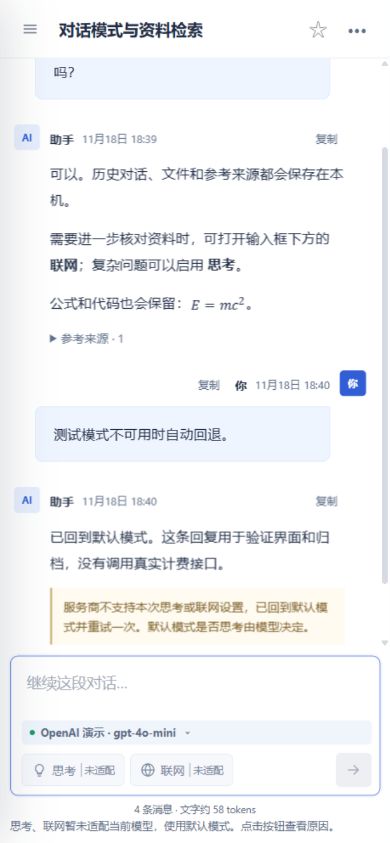 对话模式与资料检索
吗？
AI 助手 11月18日 18:39 复制
可以。历史对话、文件和参考来源都会保存在本
机。
需要进一步核对资料时，可打开输入框下方的
联网；复杂问题可以启用 思考。
公式和代码也会保留：E = mc²。
▶ 参考来源 · 1
复制 你 11月18日 18:40 你
测试模式不可用时自动回退。
AI 助手 11月18日 18:40 复制
已回到默认模式。这条回复用于验证界面和归
档，没有调用真实计费接口。
服务商不支持本次思考或联网设置，已回到默认模
式并重试一次。默认模式是否思考由模型决定。
继续这段对话...
OpenAI 演示 · gpt-4o-mini
思考 | 未适配 联网 | 未适配
4 条消息 · 文字约 58 tokens
思考、联网暂未适配当前模型，使用默认模式。点击按钮查看原因。